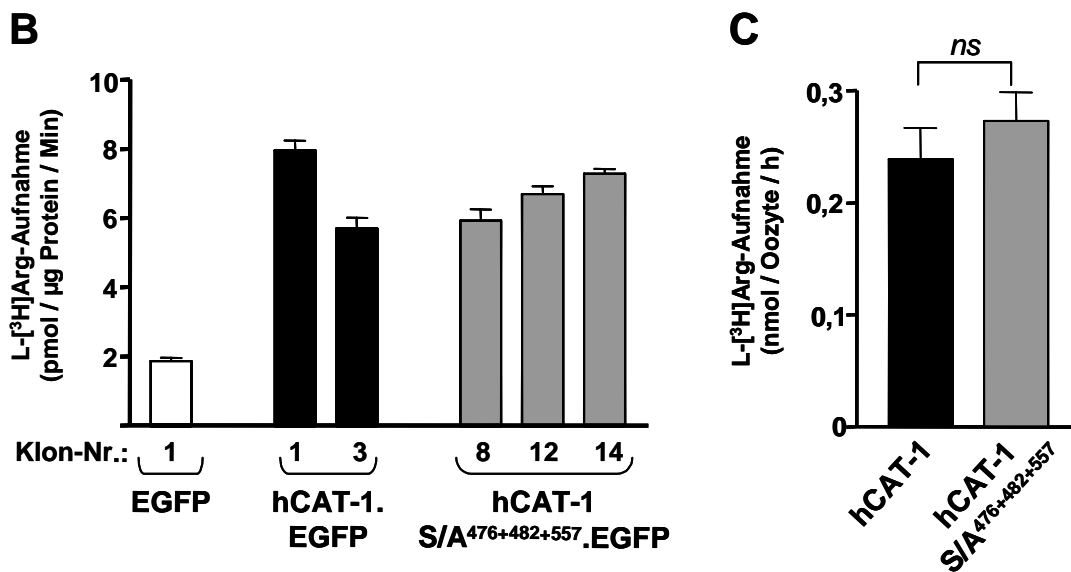 B
L-[³H]Arg-Aufnahme
(pmol / µg Protein / Min)
10
8
6
4
2
Klon-Nr.: 1 1 3 8 12 14
EGFP
hCAT-1.
EGFP
hCAT-1
S/A⁴⁷⁶⁺⁴⁸²⁺⁵⁵⁷.EGFP
C
ns
L-[³H]Arg-Aufnahme
(nmol / Oozyte / h)
0,3
0,2
0,1
0
hCAT-1
hCAT-1
S/A⁴⁷⁶⁺⁴⁸²⁺⁵⁵⁷